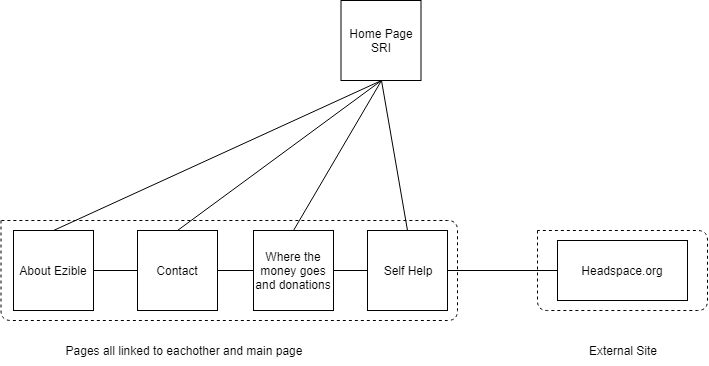 Home Page
SRI
About Ezible
Contact
Where the
money goes
and donations
Self Help
Headspace.org
Pages all linked to eachother and main page
External Site